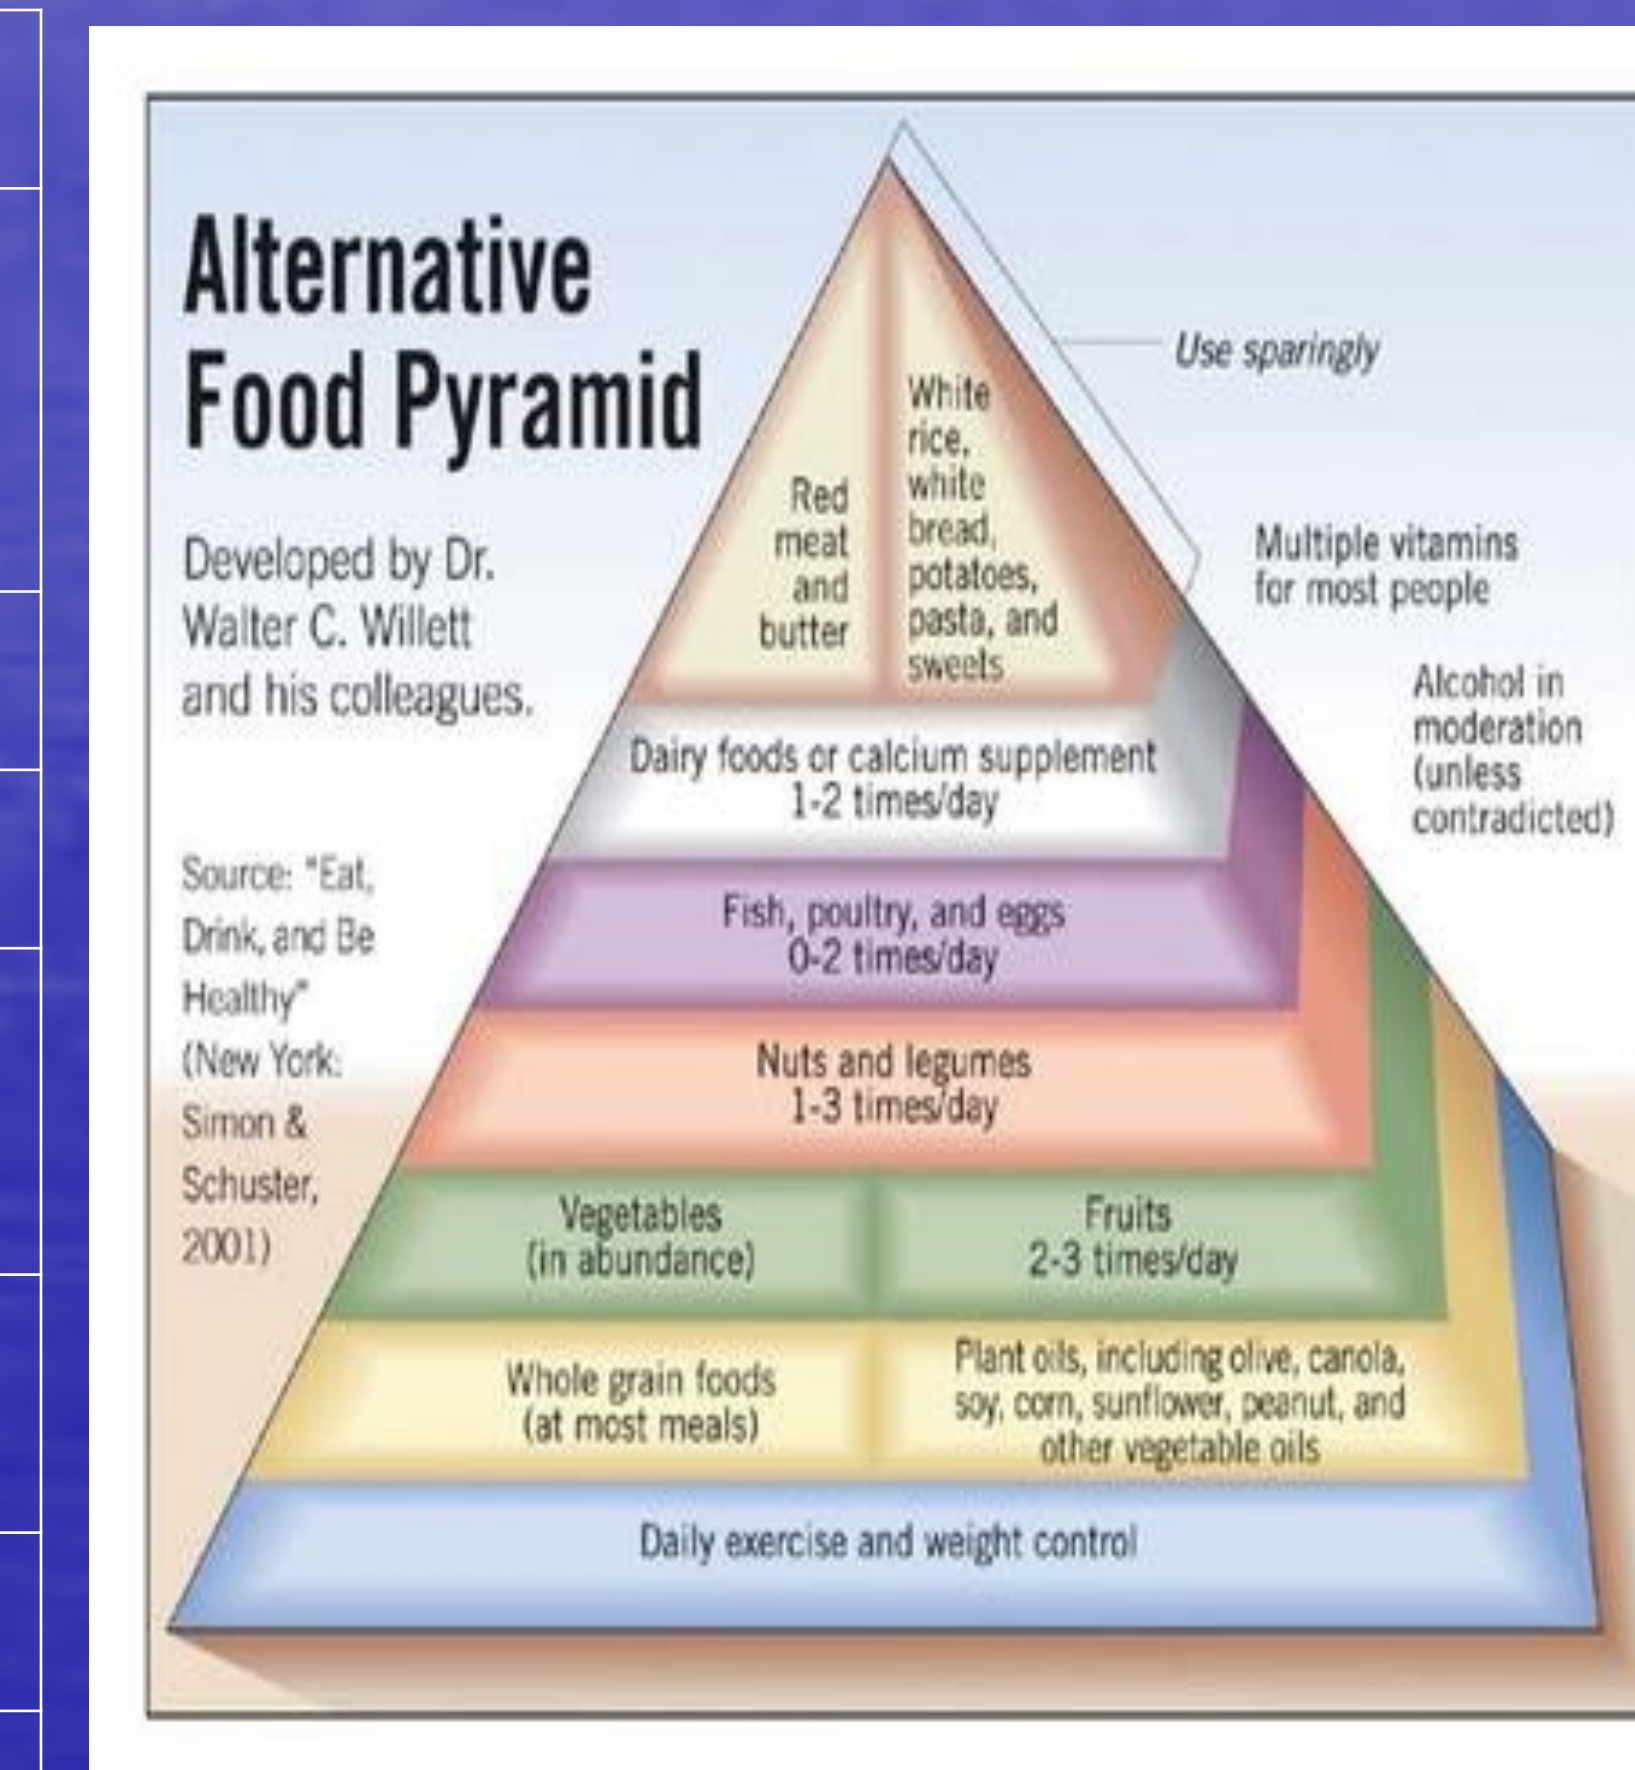 Alternative
Food Pyramid
Developed by Dr.
Walter C. Willett
and his colleagues.
Source: "Eat,
Drink, and Be
Healthy"
(New York:
Simon &
Schuster,
2001)
Use sparingly
Red
meat
and
butter
White
rice,
white
bread,
potatoes,
pasta, and
sweets
Multiple vitamins
for most people
Alcohol in
moderation
(unless
contradicted)
Dairy foods or calcium supplement
1-2 times/day
Fish, poultry, and eggs
0-2 times/day
Nuts and legumes
1-3 times/day
Vegetables
(in abundance)
Fruits
2-3 times/day
Whole grain foods
(at most meals)
Plant oils, including olive, canola,
soy, corn, sunflower, peanut, and
other vegetable oils
Daily exercise and weight control